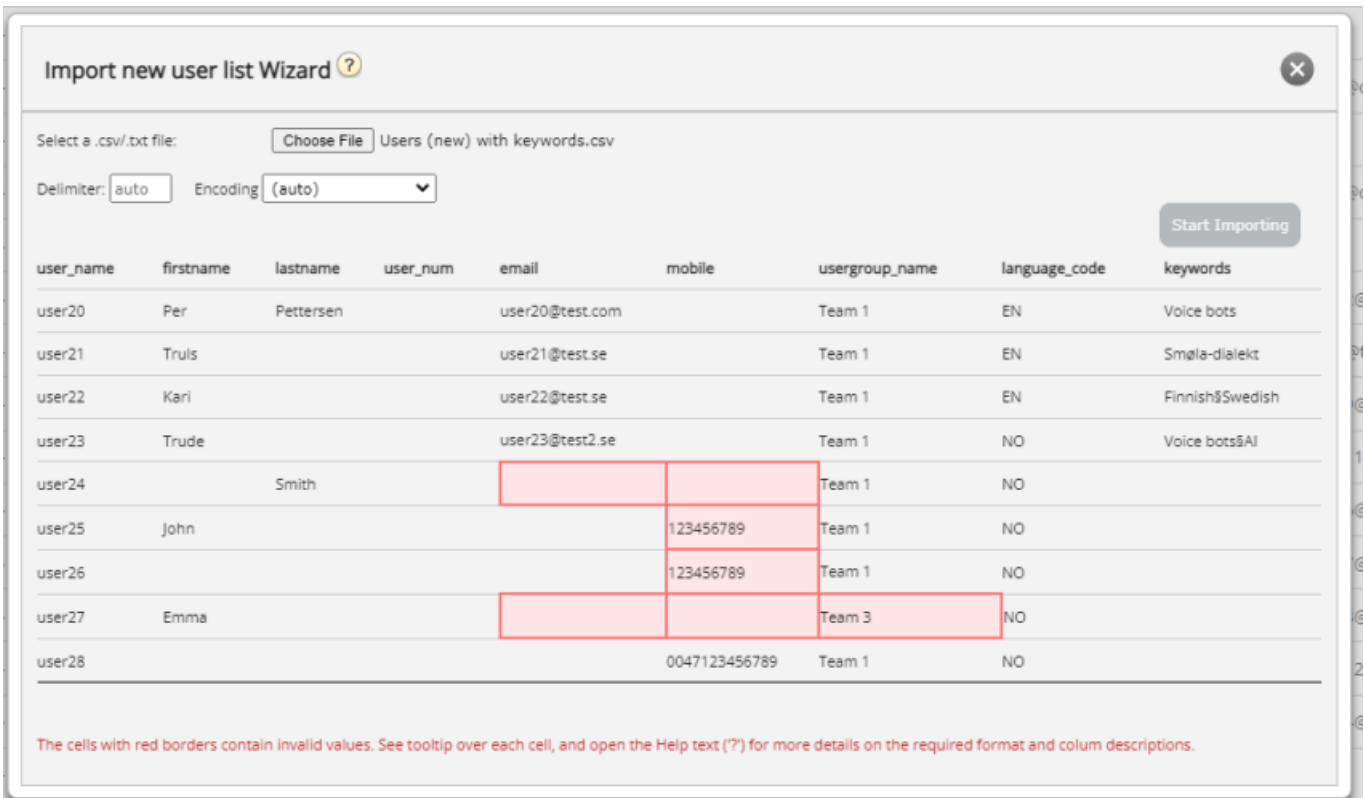 Import new user list Wizard ?
Select a .csv/.txt file: Choose File Users (new) with keywords.csv
Delimiter: auto Encoding (auto)
Start Importing
user_name firstname lastname user_num email mobile usergroup_name language_code keywords
user20 Per Pettersen user20@test.com Team 1 EN Voice bots
user21 Truls user21@test.se Team 1 EN Smøla-dialekt
user22 Kari user22@test.se Team 1 EN Finnish§Swedish
user23 Trude user23@test2.se Team 1 NO Voice bots§AI
user24 Smith Team 1 NO
user25 John 123456789 Team 1 NO
user26 123456789 Team 1 NO
user27 Emma Team 3 NO
user28 0047123456789 Team 1 NO
The cells with red borders contain invalid values. See tooltip over each cell, and open the Help text ('?') for more details on the required format and colum descriptions.